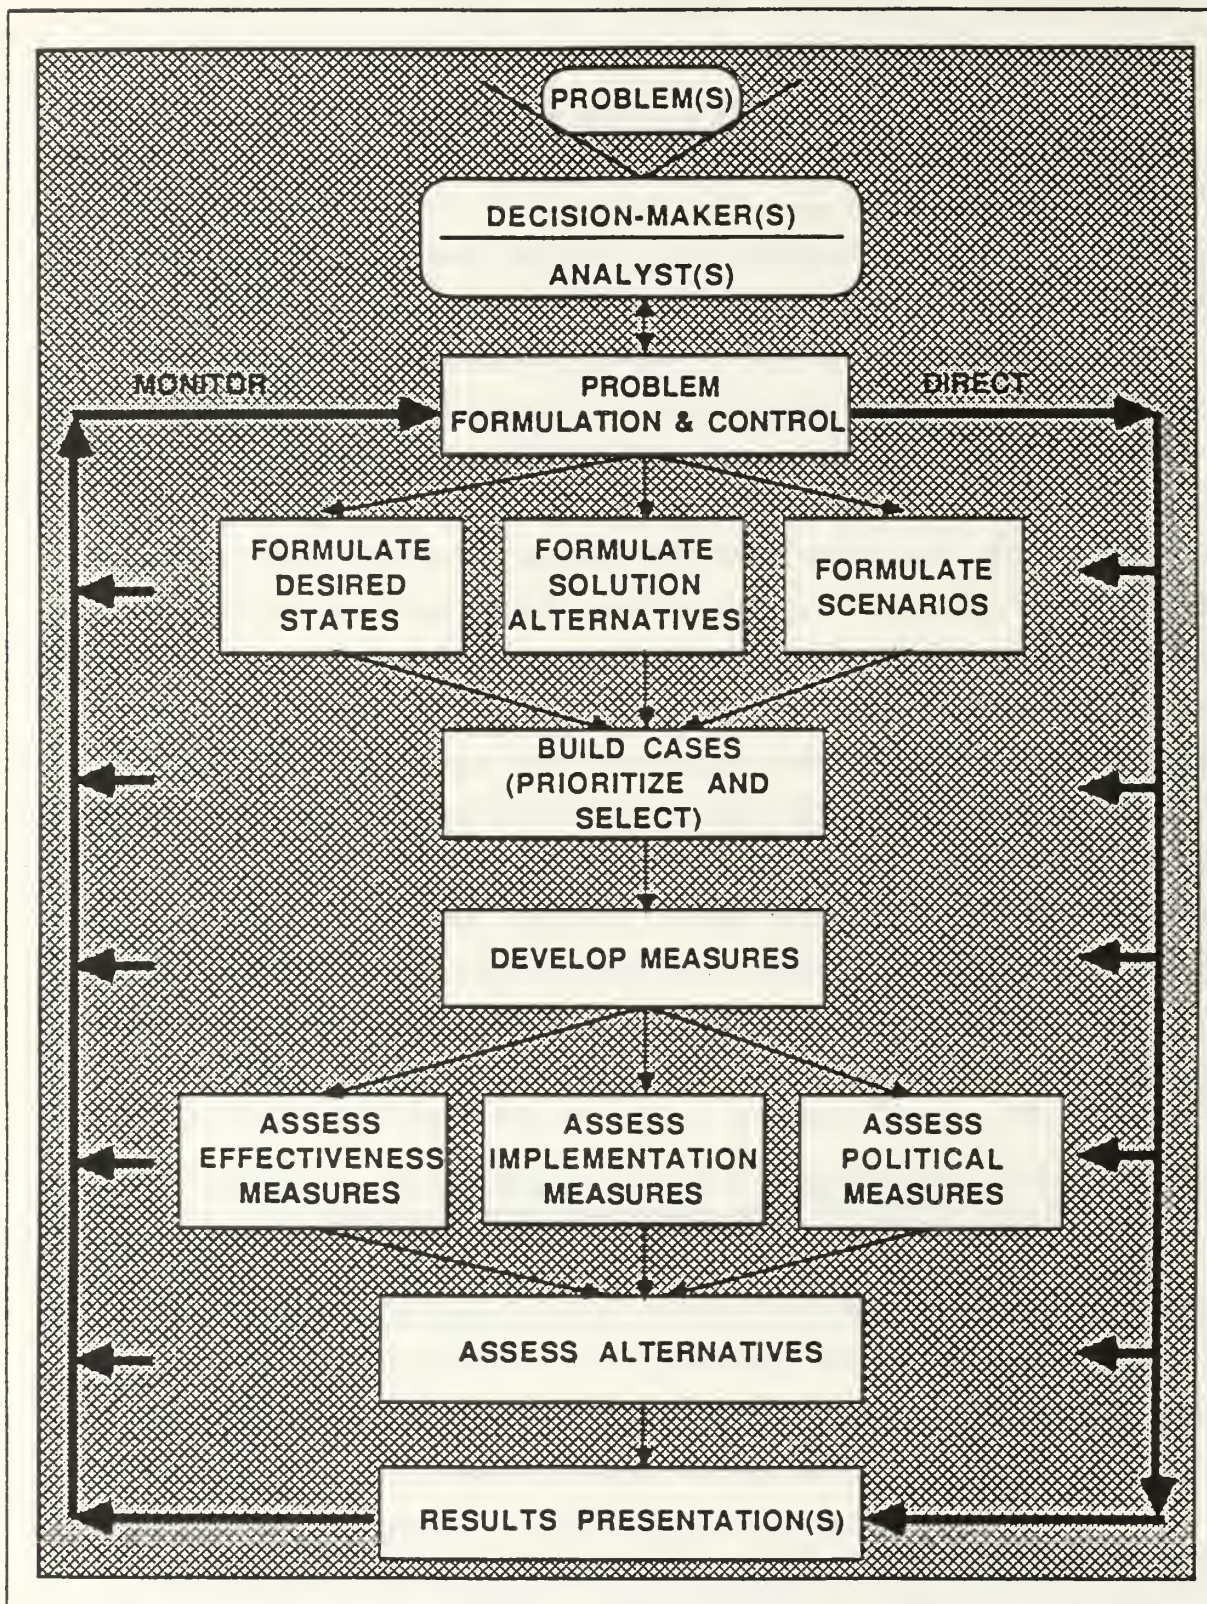 PROBLEM(S)
DECISION-MAKER(S)
ANALYST(S)
MONITOR
PROBLEM
FORMULATION & CONTROL
DIRECT
FORMULATE
DESIRED
STATES
FORMULATE
SOLUTION
ALTERNATIVES
FORMULATE
SCENARIOS
BUILD CASES
(PRIORITIZE AND
SELECT)
DEVELOP MEASURES
ASSESS
EFFECTIVENESS
MEASURES
ASSESS
IMPLEMENTATION
MEASURES
ASSESS
POLITICAL
MEASURES
ASSESS ALTERNATIVES
RESULTS PRESENTATION(S)